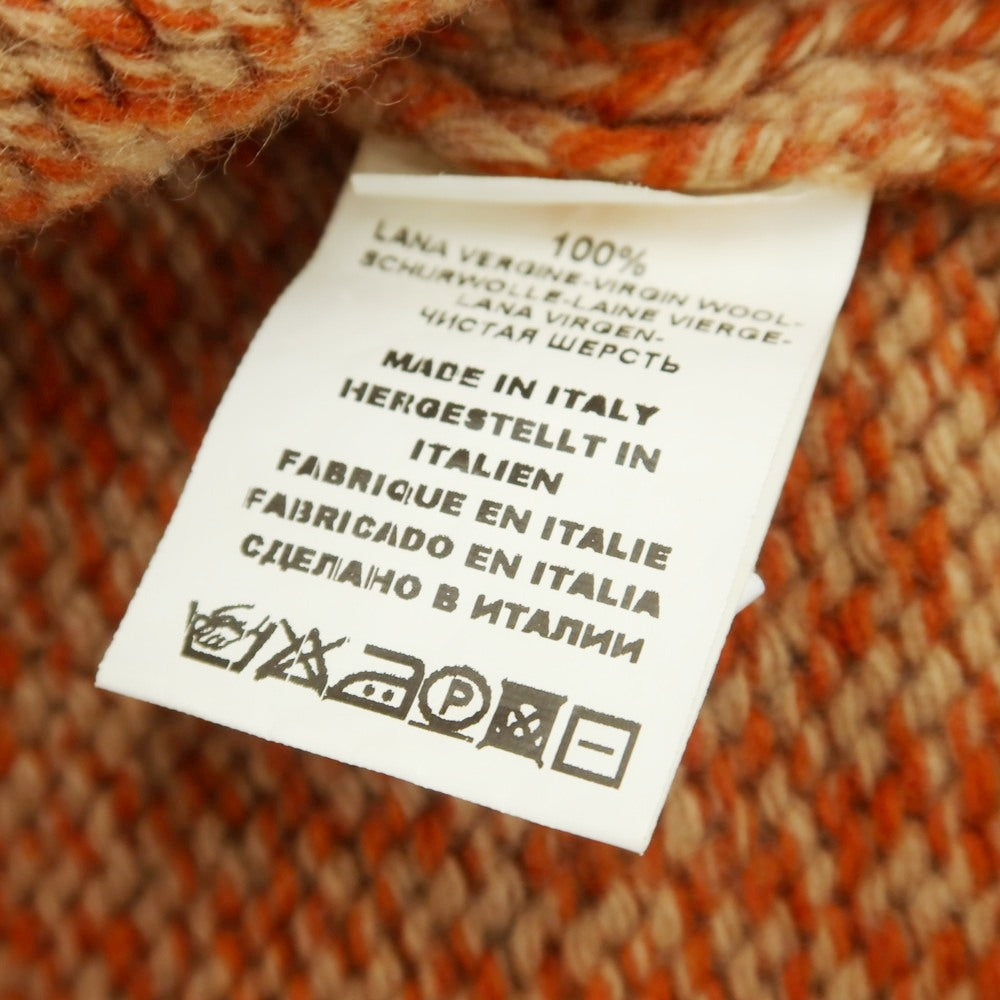 100%
LANA VERGINE-VIRGIN WOOL-
SCHURWOLLE-LAINE VIERGE-
LANA VIRGEN-
ЧИСТАЯ ШЕРСТЬ
MADE IN ITALY
HERGESTELLT IN
ITALIEN
FABRIQUE EN ITALIE
FABRICADO EN ITALIA
СДЕЛАНО В ИТАЛИИ
P